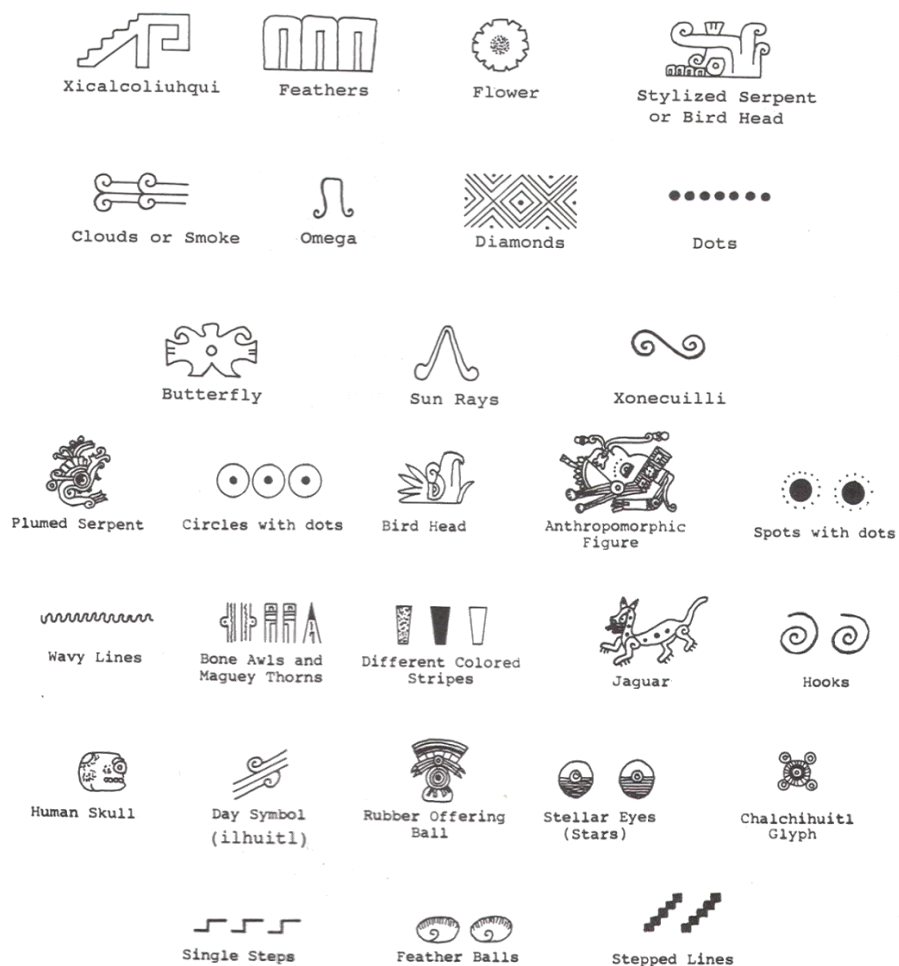 Xicalcoliuhqui
Feathers
Flower
Stylized Serpent
or Bird Head
Clouds or Smoke
Omega
Diamonds
Dots
Butterfly
Sun Rays
Xonecuilli
Plumed Serpent
Circles with dots
Bird Head
Anthropomorphic
Figure
Spots with dots
Wavy Lines
Bone Awls and
Maguey Thorns
Different Colored
Stripes
Jaguar
Hooks
Human Skull
Day Symbol
(ilhuitl)
Rubber Offering
Ball
Stellar Eyes
(Stars)
Chalchihuitl
Glyph
Single Steps
Feather Balls
Stepped Lines